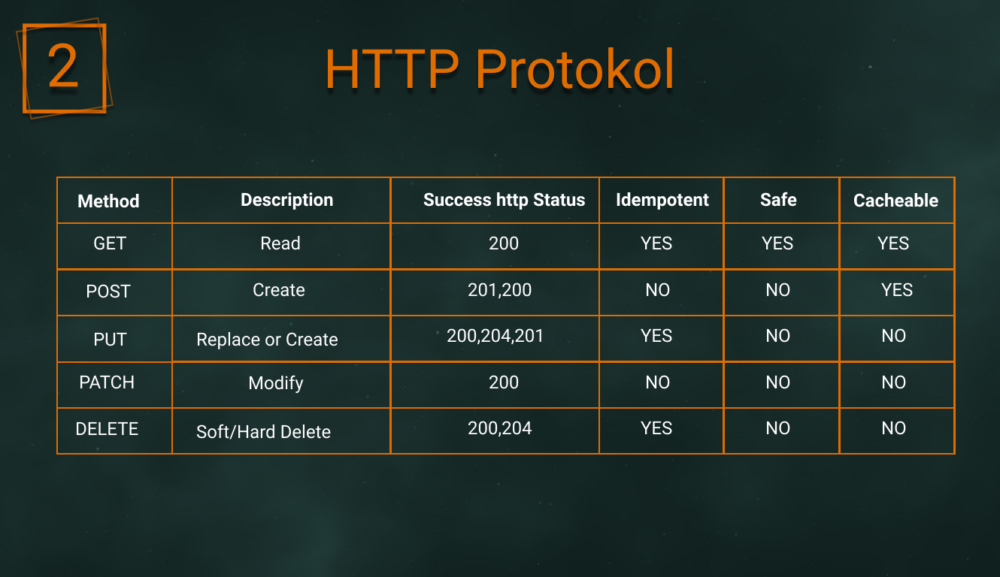 2
HTTP Protokol
Method Description Success http Status Idempotent Safe Cacheable
GET Read 200 YES YES YES
POST Create 201,200 NO NO YES
PUT Replace or Create 200,204,201 YES NO NO
PATCH Modify 200 NO NO NO
DELETE Soft/Hard Delete 200,204 YES NO NO